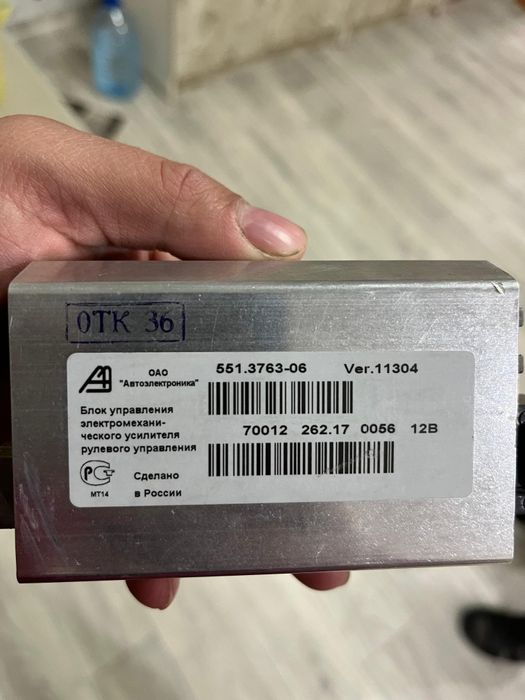 ОТК 36
ОАО
"Автоэлектроника"
551.3763-06 Ver.11304
Блок управления
электромехани-
ческого усилителя
рулевого управления
70012 262.17 0056 12В
РСТ
МТ14
Сделано
в России